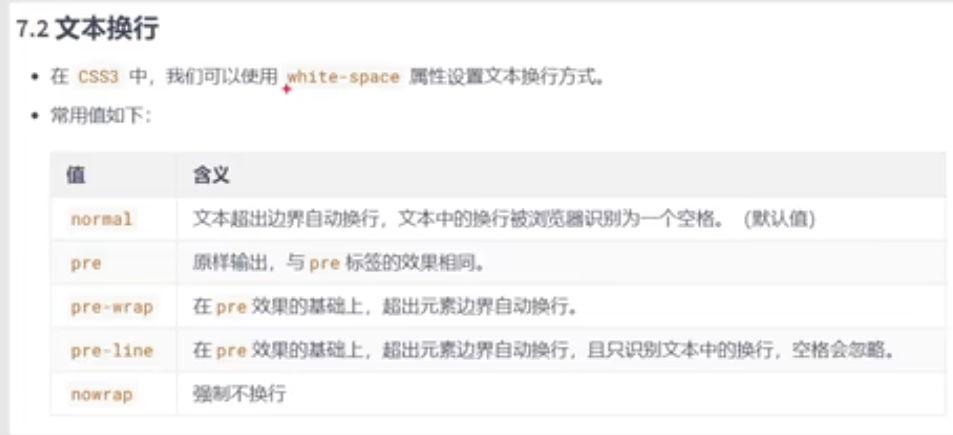 7.2 文本换行
在 CSS3 中，我们可以使用 white-space 属性设置文本换行方式。
常用值如下：
值 含义
normal 文本超出边界自动换行，文本中的换行被浏览器识别为一个空格。（默认值）
pre 原样输出，与 pre 标签的效果相同。
pre-wrap 在 pre 效果的基础上，超出元素边界自动换行。
pre-line 在 pre 效果的基础上，超出元素边界自动换行，且只识别文本中的换行，空格会忽略。
nowrap 强制不换行